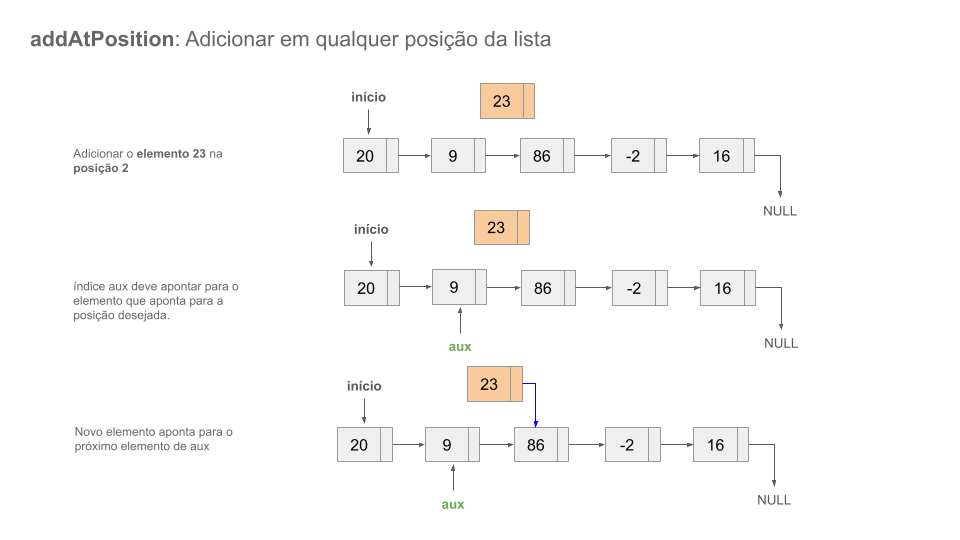 addAtPosition: Adicionar em qualquer posição da lista
início
23
Adicionar o elemento 23 na
posição 2
20 9 86 -2 16
NULL
início
23
índice aux deve apontar para o
elemento que aponta para a
posição desejada.
20 9 86 -2 16
aux
NULL
início
23
Novo elemento aponta para o
próximo elemento de aux
20 9 86 -2 16
aux
NULL